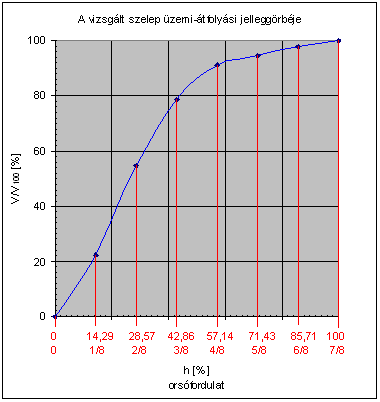 A vizsgált szelep üzemi-átfolyási jelleggörbéje
100
80
60
40
20
0
V/V100 [%]
0 14,29 28,57 42,86 57,14 71,43 85,71 100
0 1/8 2/8 3/8 4/8 5/8 6/8 7/8
h [%]
orsófordulat